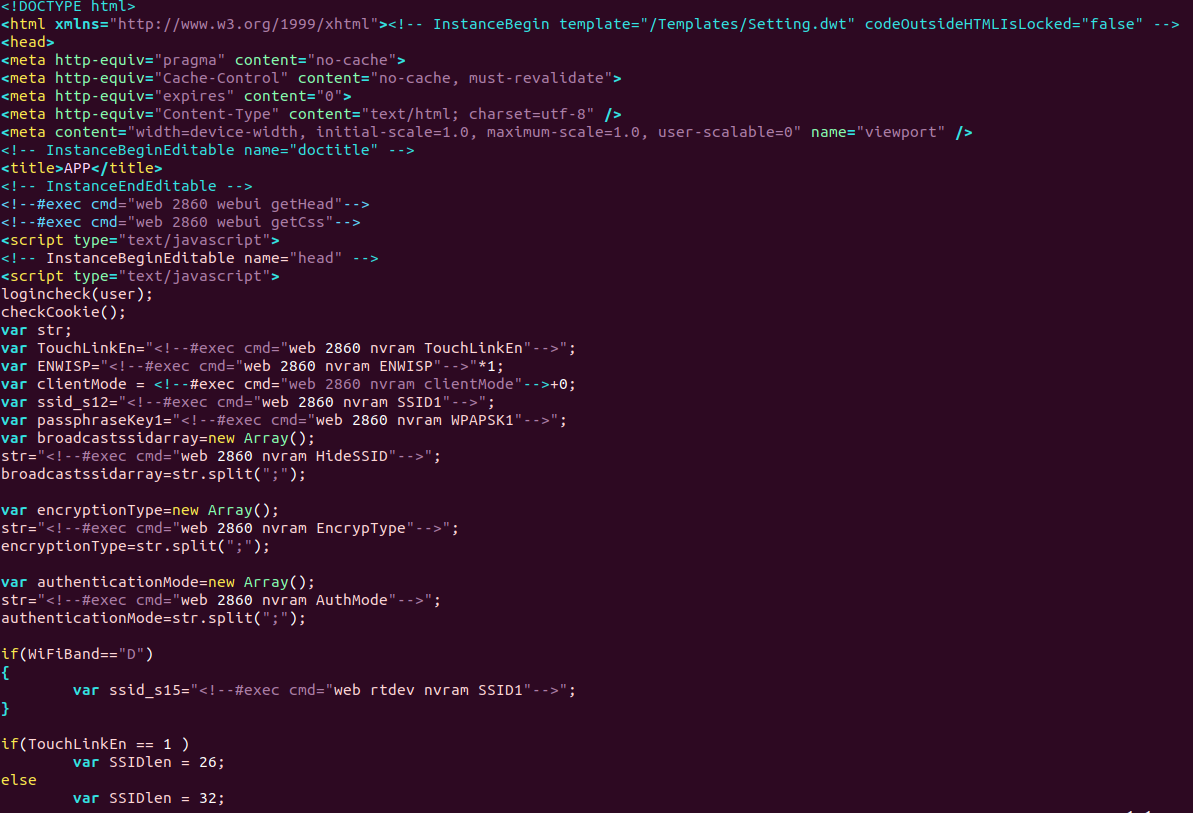 <!DOCTYPE html>
<html xmlns="http://www.w3.org/1999/xhtml"><!-- InstanceBegin template="/Templates/Setting.dwt" codeOutsideHTMLIsLocked="false" -->
<head>
<meta http-equiv="pragma" content="no-cache">
<meta http-equiv="Cache-Control" content="no-cache, must-revalidate">
<meta http-equiv="expires" content="0">
<meta http-equiv="Content-Type" content="text/html; charset=utf-8" />
<meta content="width=device-width, initial-scale=1.0, maximum-scale=1.0, user-scalable=0" name="viewport" />
<!-- InstanceBeginEditable name="doctitle" -->
<title>APP</title>
<!-- InstanceEndEditable -->
<!--#exec cmd="web 2860 webui getHead"-->
<!--#exec cmd="web 2860 webui getCss"-->
<script type="text/javascript">
<!-- InstanceBeginEditable name="head" -->
<script type="text/javascript">
logincheck(user);
checkCookie();
var str;
var TouchLinkEn="<!--#exec cmd="web 2860 nvram TouchLinkEn"-->";
var ENWISP="<!--#exec cmd="web 2860 nvram ENWISP"-->"*1;
var clientMode = <!--#exec cmd="web 2860 nvram clientMode"-->+0;
var ssid_s12="<!--#exec cmd="web 2860 nvram SSID1"-->";
var passphraseKey1="<!--#exec cmd="web 2860 nvram WPAPSK1"-->";
var broadcastssidarray=new Array();
str="<!--#exec cmd="web 2860 nvram HideSSID"-->";
broadcastssidarray=str.split(";");

var encryptionType=new Array();
str="<!--#exec cmd="web 2860 nvram EncrypType"-->";
encryptionType=str.split(";");

var authenticationMode=new Array();
str="<!--#exec cmd="web 2860 nvram AuthMode"-->";
authenticationMode=str.split(";");

if(WiFiBand=="D")
{
        var ssid_s15="<!--#exec cmd="web rtdev nvram SSID1"-->";
}

if(TouchLinkEn == 1 )
        var SSIDlen = 26;
else
        var SSIDlen = 32;